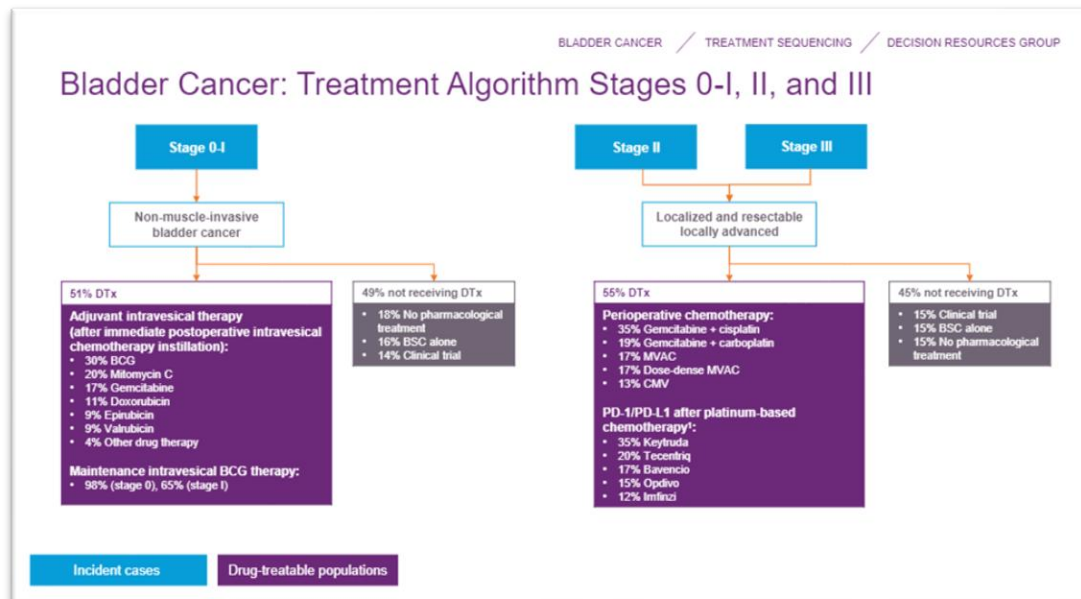 BLADDER CANCER / TREATMENT SEQUENCING / DECISION RESOURCES GROUP
Bladder Cancer: Treatment Algorithm Stages 0-I, II, and III
Stage 0-I
Non-muscle-invasive
bladder cancer
51% DTx
Adjuvant intravesical therapy
(after immediate postoperative intravesical
chemotherapy instillation):
• 30% BCG
• 20% Mitomycin C
• 17% Gemcitabine
• 11% Doxorubicin
• 9% Epirubicin
• 9% Valrubicin
• 4% Other drug therapy
Maintenance intravesical BCG therapy:
• 98% (stage 0), 65% (stage I)
49% not receiving DTx
• 18% No pharmacological
treatment
• 16% BSC alone
• 14% Clinical trial
Stage II
Stage III
Localized and resectable
locally advanced
55% DTx
Perioperative chemotherapy:
• 35% Gemcitabine + cisplatin
• 19% Gemcitabine + carboplatin
• 17% MVAC
• 17% Dose-dense MVAC
• 13% CMV
PD-1/PD-L1 after platinum-based
chemotherapy¹:
• 35% Keytruda
• 20% Tecentriq
• 17% Bavencio
• 15% Opdivo
• 12% Imfinzi
45% not receiving DTx
• 15% Clinical trial
• 15% BSC alone
• 15% No pharmacological
treatment
Incident cases
Drug-treatable populations